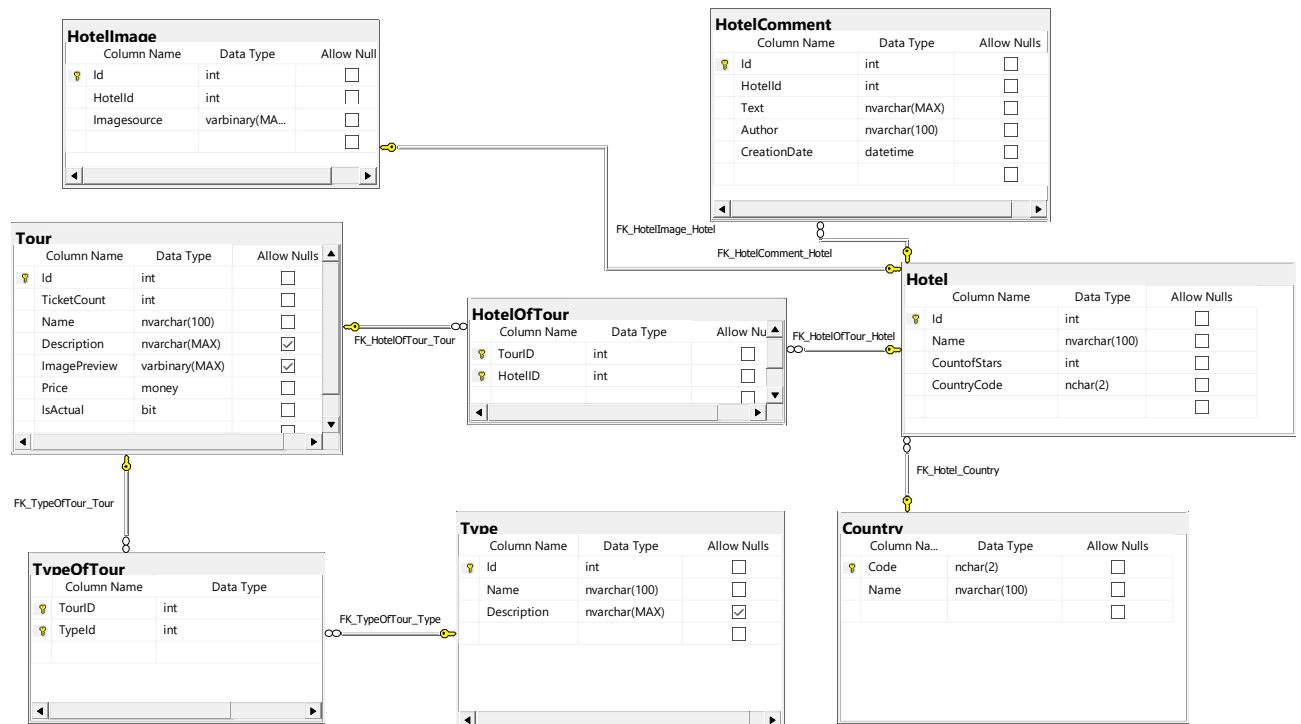 HotelImage
Column Name Data Type Allow Null
Id int
HotelId int
Imagesource varbinary(MA...
HotelComment
Column Name Data Type Allow Nulls
Id int
HotelId int
Text nvarchar(MAX)
Author nvarchar(100)
CreationDate datetime
FK_HotelImage_Hotel
FK_HotelComment_Hotel
Tour
Column Name Data Type Allow Nulls
Id int
TicketCount int
Name nvarchar(100)
Description nvarchar(MAX)
ImagePreview varbinary(MAX)
Price money
IsActual bit
FK_HotelOfTour_Tour
HotelOfTour
Column Name Data Type Allow Nu
TourID int
HotelID int
FK_HotelOfTour_Hotel
Hotel
Column Name Data Type Allow Nulls
Id int
Name nvarchar(100)
CountofStars int
CountryCode nchar(2)
FK_Hotel_Country
FK_TypeOfTour_Tour
TypeOfTour
Column Name Data Type
TourID int
TypeId int
FK_TypeOfTour_Type
Type
Column Name Data Type Allow Nulls
Id int
Name nvarchar(100)
Description nvarchar(MAX)
Country
Column Na... Data Type Allow Nulls
Code nchar(2)
Name nvarchar(100)